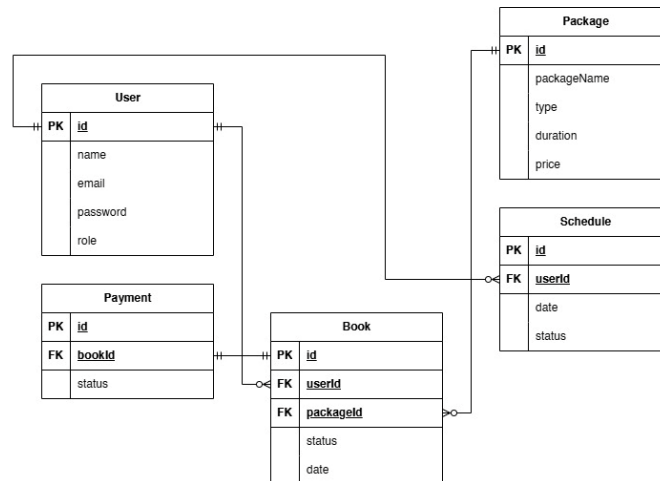 Package
PK id
packageName
type
duration
price
User
PK id
name
email
password
role
Schedule
PK id
FK userId
date
status
Payment
PK id
FK bookId
status
Book
PK id
FK userId
FK packageId
status
date